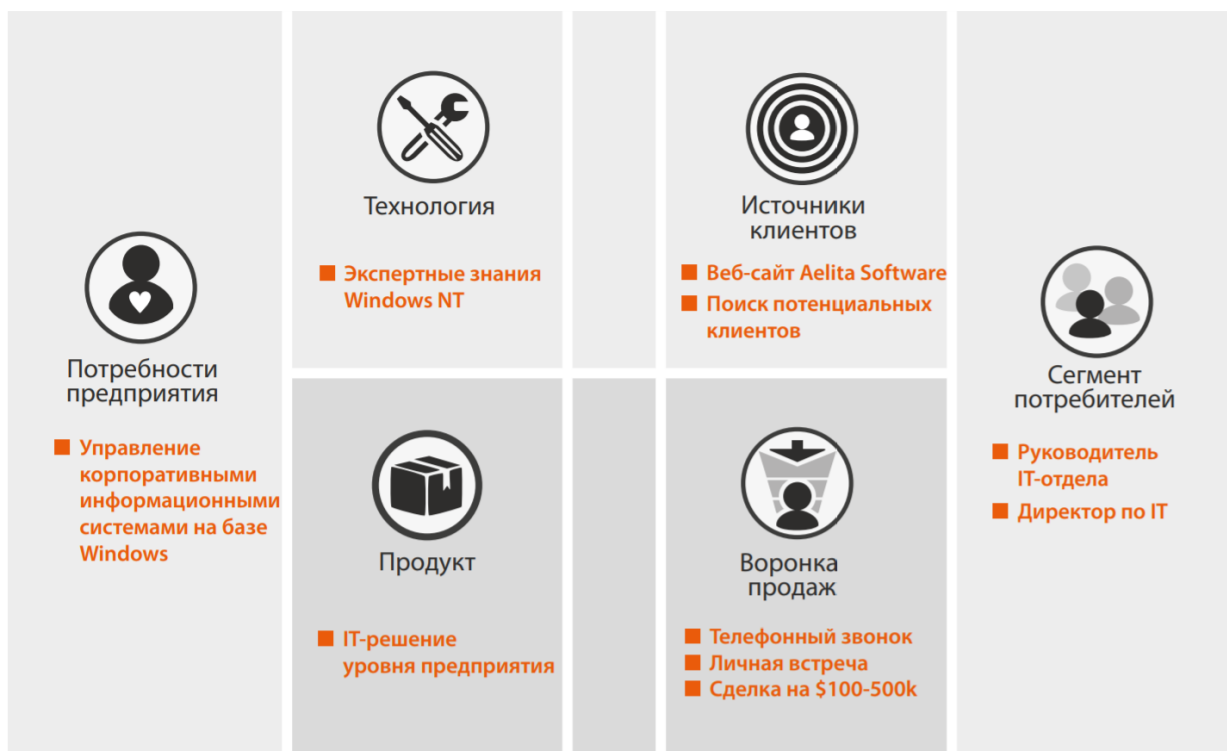 Потребности
предприятия
Управление
корпоративными
информационными
системами на базе
Windows
Технология
Экспертные знания
Windows NT
Продукт
IT-решение
уровня предприятия
Источники
клиентов
Веб-сайт Aelita Software
Поиск потенциальных
клиентов
Воронка
продаж
Телефонный звонок
Личная встреча
Сделка на $100-500k
Сегмент
потребителей
Руководитель
IT-отдела
Директор по IT